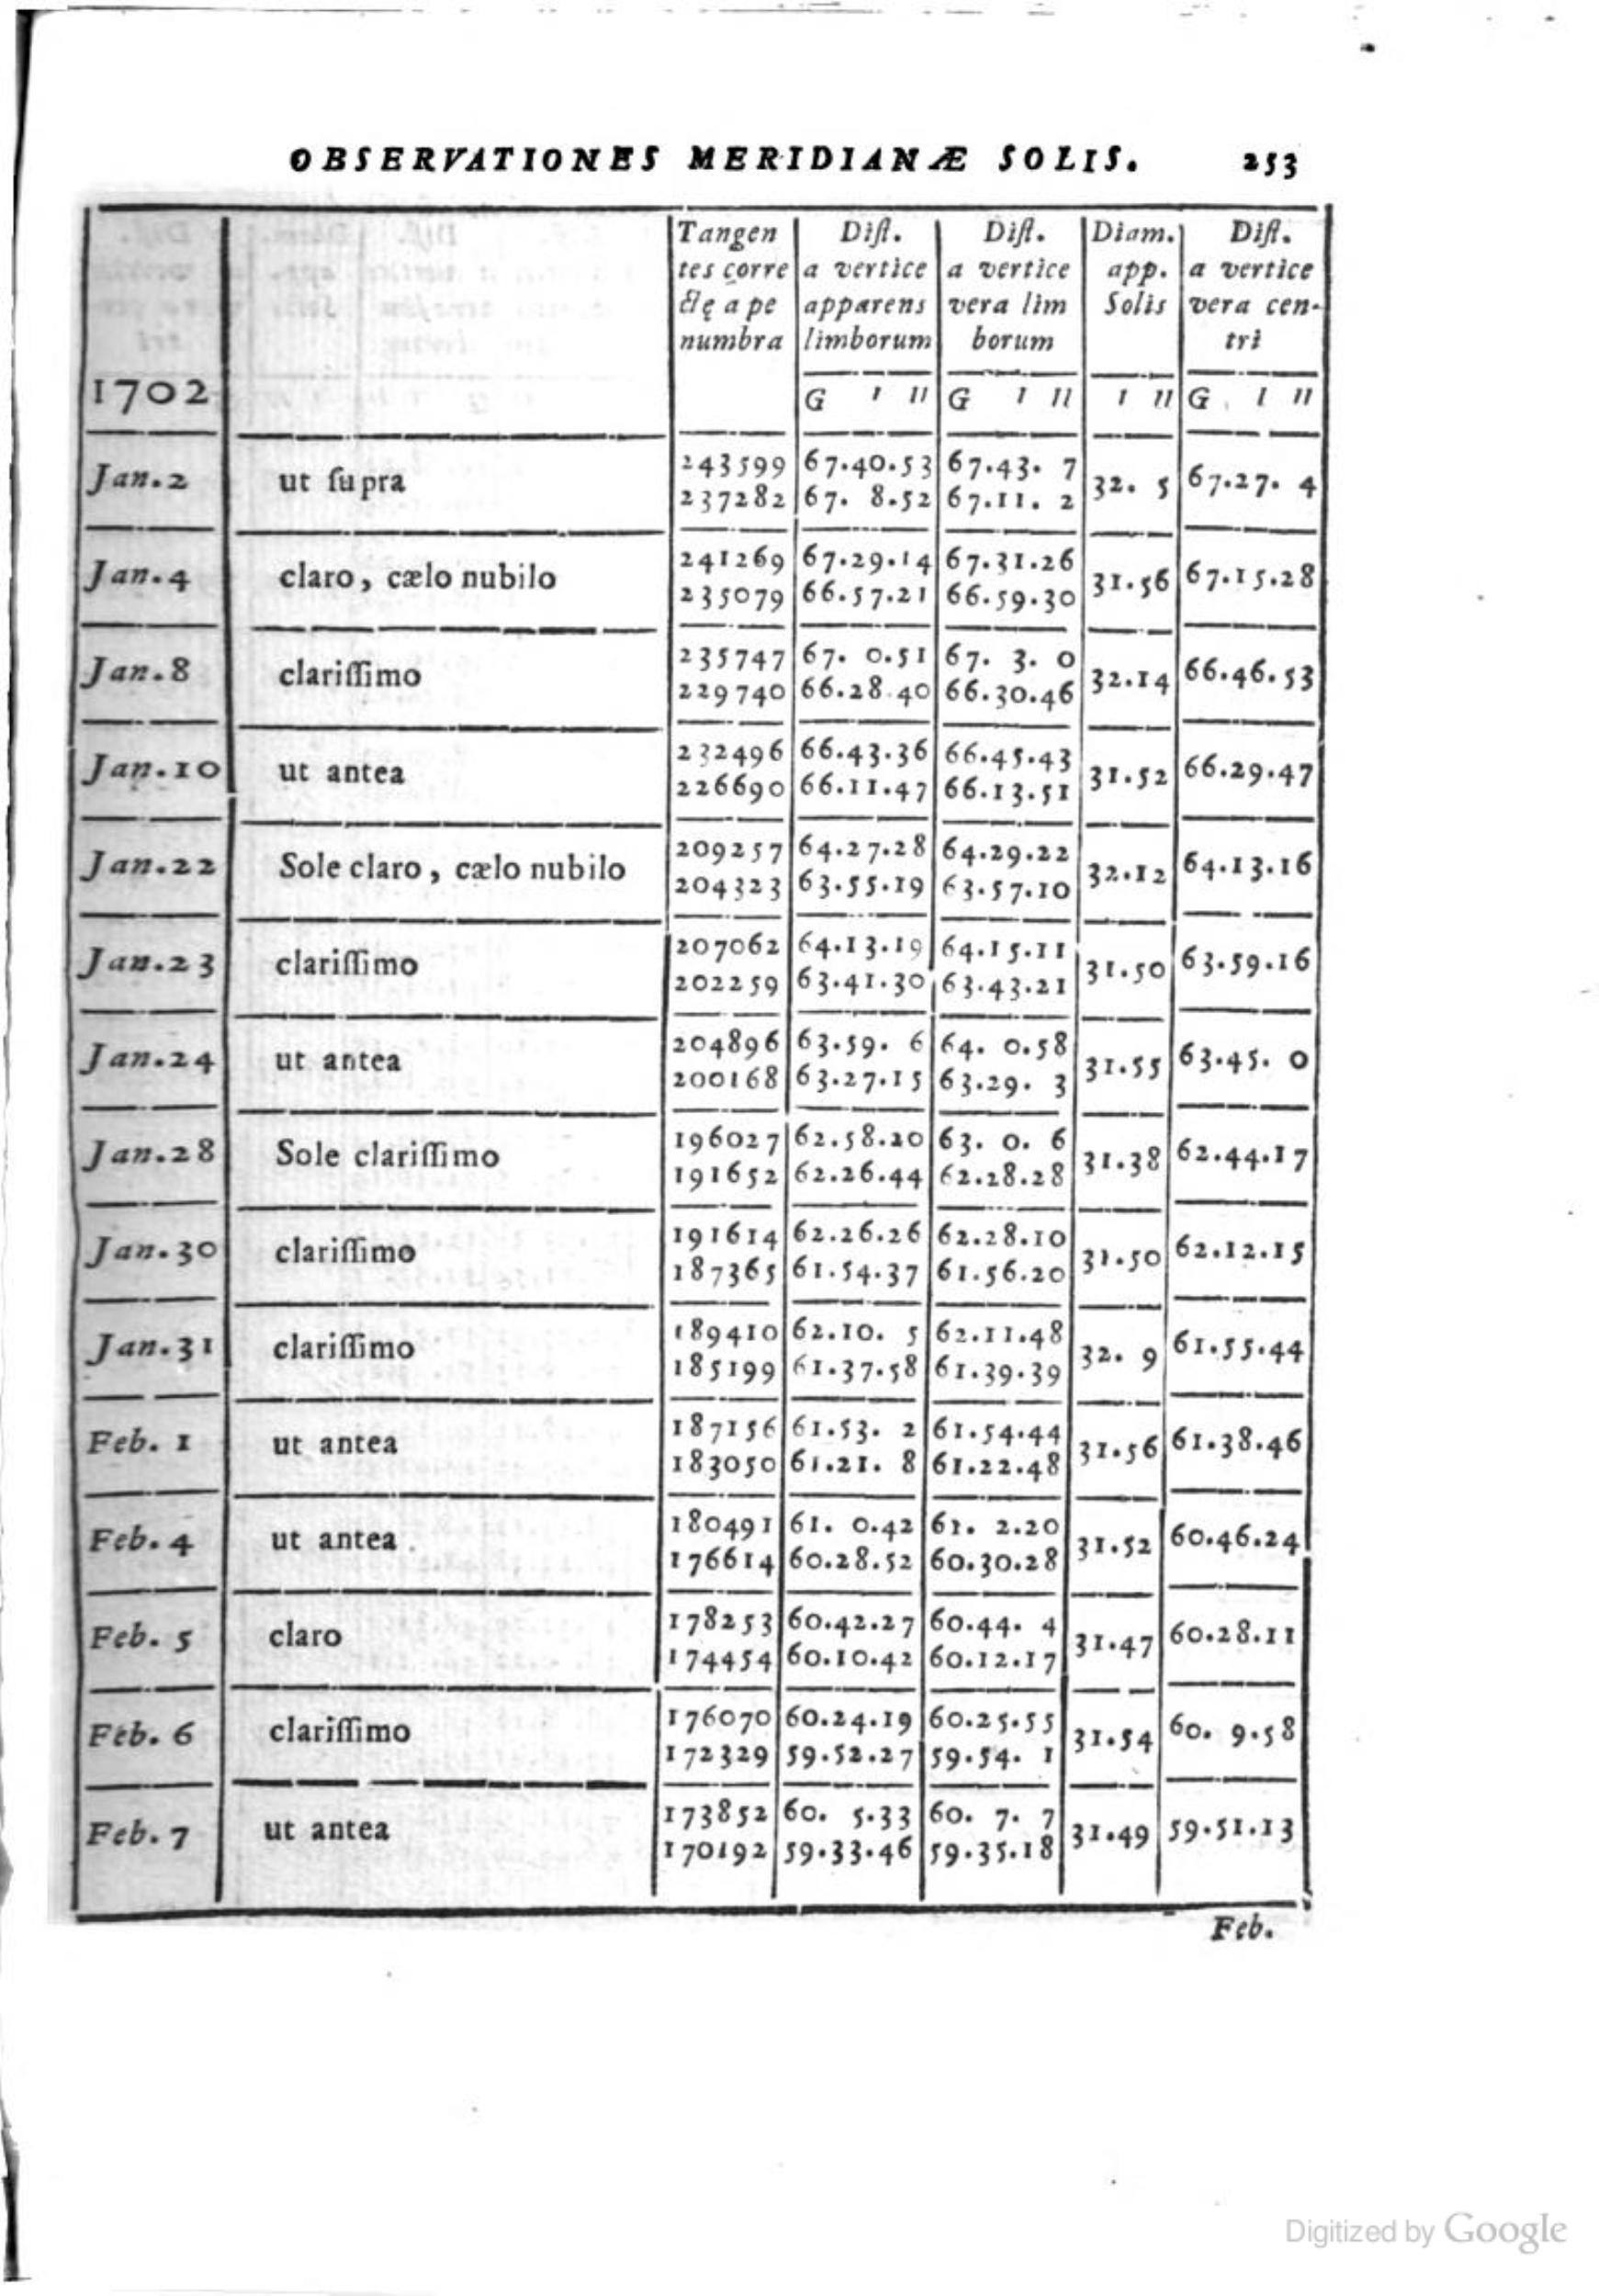 OBSERVATIONES MERIDIANÆ SOLIS. 253
Tangen Diſt. Diſt. Diam. Diſt.
tes corre a vertice a vertice app. a vertice
ctę a pe apparens vera lim Solis vera cen-
numbra limborum borum tri
1702
G ı ıı G ı ıı ı ıı G ı ıı
243599 67.40.53 67.43. 7
Jan.2 ut ſupra 32. 5 67.27. 4
237282 67. 8.52 67.11. 2
241269 67.29.14 67.31.26
Jan.4 claro, cælo nubilo 31.56 67.15.28
235079 66.57.21 66.59.30
235747 67. 0.51 67. 3. 0
Jan.8 clariſſimo 32.14 66.46.53
229740 66.28.40 66.30.46
232496 66.43.36 66.45.43
Jan.10 ut antea 31.52 66.29.47
226690 66.11.47 66.13.51
209257 64.27.28 64.29.22
Jan.22 Sole claro, cælo nubilo 32.12 64.13.16
204323 63.55.19 63.57.10
207062 64.13.19 64.15.11
Jan.23 clariſſimo 31.50 63.59.16
202259 63.41.30 63.43.21
204896 63.59. 6 64. 0.58
Jan.24 ut antea 31.55 63.45. 0
200168 63.27.15 63.29. 3
196027 62.58.20 63. 0. 6
Jan.28 Sole clariſſimo 31.38 62.44.17
191652 62.26.44 62.28.28
191614 62.26.26 62.28.10
Jan.30 clariſſimo 31.50 62.12.15
187365 61.54.37 61.56.20
189410 62.10. 5 62.11.48
Jan.31 clariſſimo 32. 9 61.55.44
185199 61.37.58 61.39.39
187156 61.53. 2 61.54.44
Feb. 1 ut antea 31.56 61.38.46
183050 61.21. 8 61.22.48
180491 61. 0.42 61. 2.20
Feb. 4 ut antea 31.52 60.46.24
176614 60.28.52 60.30.28
178253 60.42.27 60.44. 4
Feb. 5 claro 31.47 60.28.11
174454 60.10.42 60.12.17
176070 60.24.19 60.25.55
Feb. 6 clariſſimo 31.54 60. 9.58
172329 59.52.27 59.54. 1
173852 60. 5.33 60. 7. 7
Feb. 7 ut antea 31.49 59.51.13
170192 59.33.46 59.35.18
Feb.
Digitized by Google